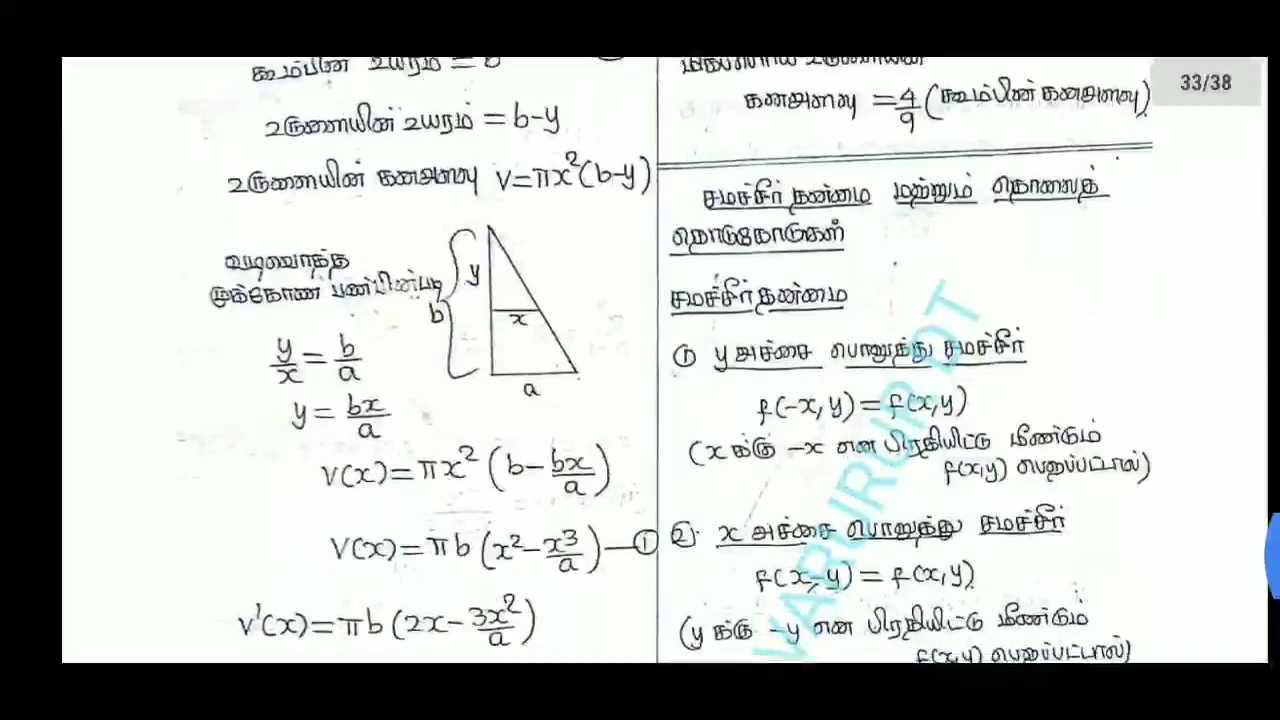 கூம்பின் உயரம் = b
உருளையின் உயரம் = b-y
உருளையின் கனஅளவு V=πx²(b-y)
வடிவொத்த
முக்கோண பண்பின்படி
y
b
x
a
y/x = b/a
y = bx/a
V(x) = πx² (b - bx/a)
V(x) = πb (x² - x³/a) —①
V'(x) = πb (2x - 3x²/a)
33/38
கனஅளவு = 4/9 (கூம்பின் கனஅளவு)
சமச்சீர் தன்மை மற்றும் தொலைத்
தொடுகோடுகள்
சமச்சீர் தன்மை
① y அச்சை பொறுத்து சமச்சீர்
f(-x, y) = f(x, y)
(x க்கு -x என பிரதியிட்டு மீண்டும்
f(x,y) பெறப்பட்டால்)
②. x அச்சை பொறுத்து சமச்சீர்
f(x,-y) = f(x,y)
(y க்கு -y என பிரதியிட்டு மீண்டும்
f(x,y) பெறப்பட்டால்)